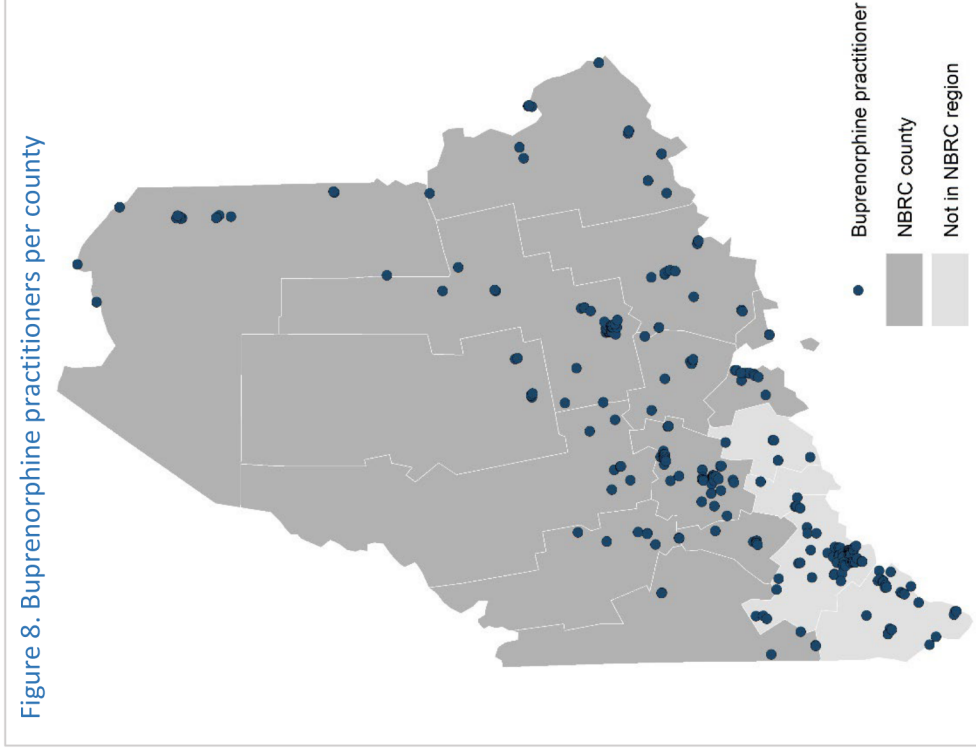 Figure 8. Buprenorphine practitioners per county
Buprenorphine practitioner
NBRC county
Not in NBRC region